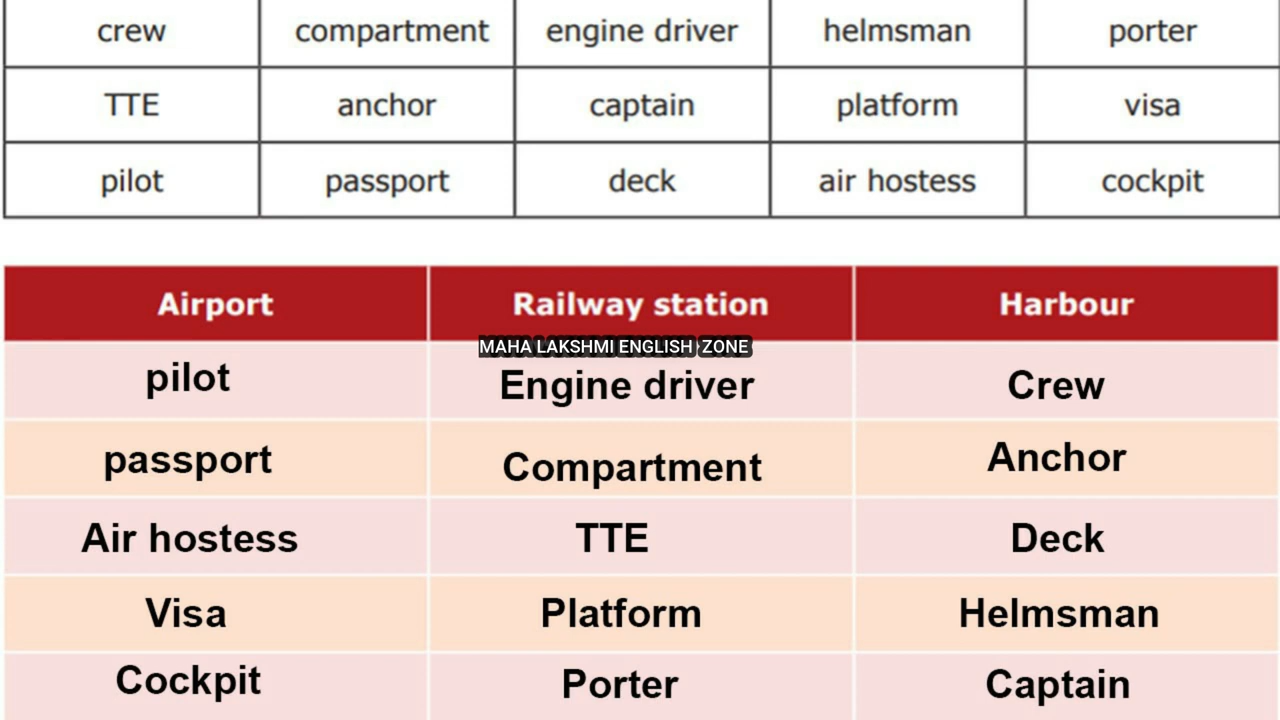 crew compartment engine driver helmsman porter
TTE anchor captain platform visa
pilot passport deck air hostess cockpit
Airport Railway station Harbour
MAHA LAKSHMI ENGLISH ZONE
pilot Engine driver Crew
passport Compartment Anchor
Air hostess TTE Deck
Visa Platform Helmsman
Cockpit Porter Captain